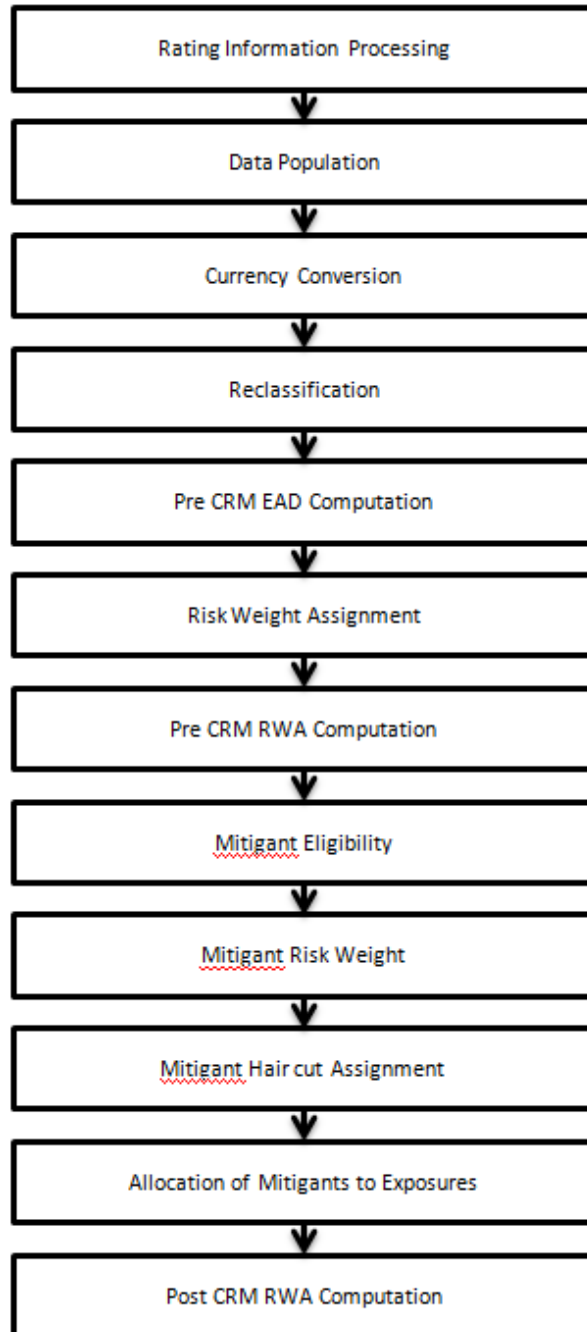 Rating Information Processing
Data Population
Currency Conversion
Reclassification
Pre CRM EAD Computation
Risk Weight Assignment
Pre CRM RWA Computation
Mitigant Eligibility
Mitigant Risk Weight
Mitigant Hair cut Assignment
Allocation of Mitigants to Exposures
Post CRM RWA Computation